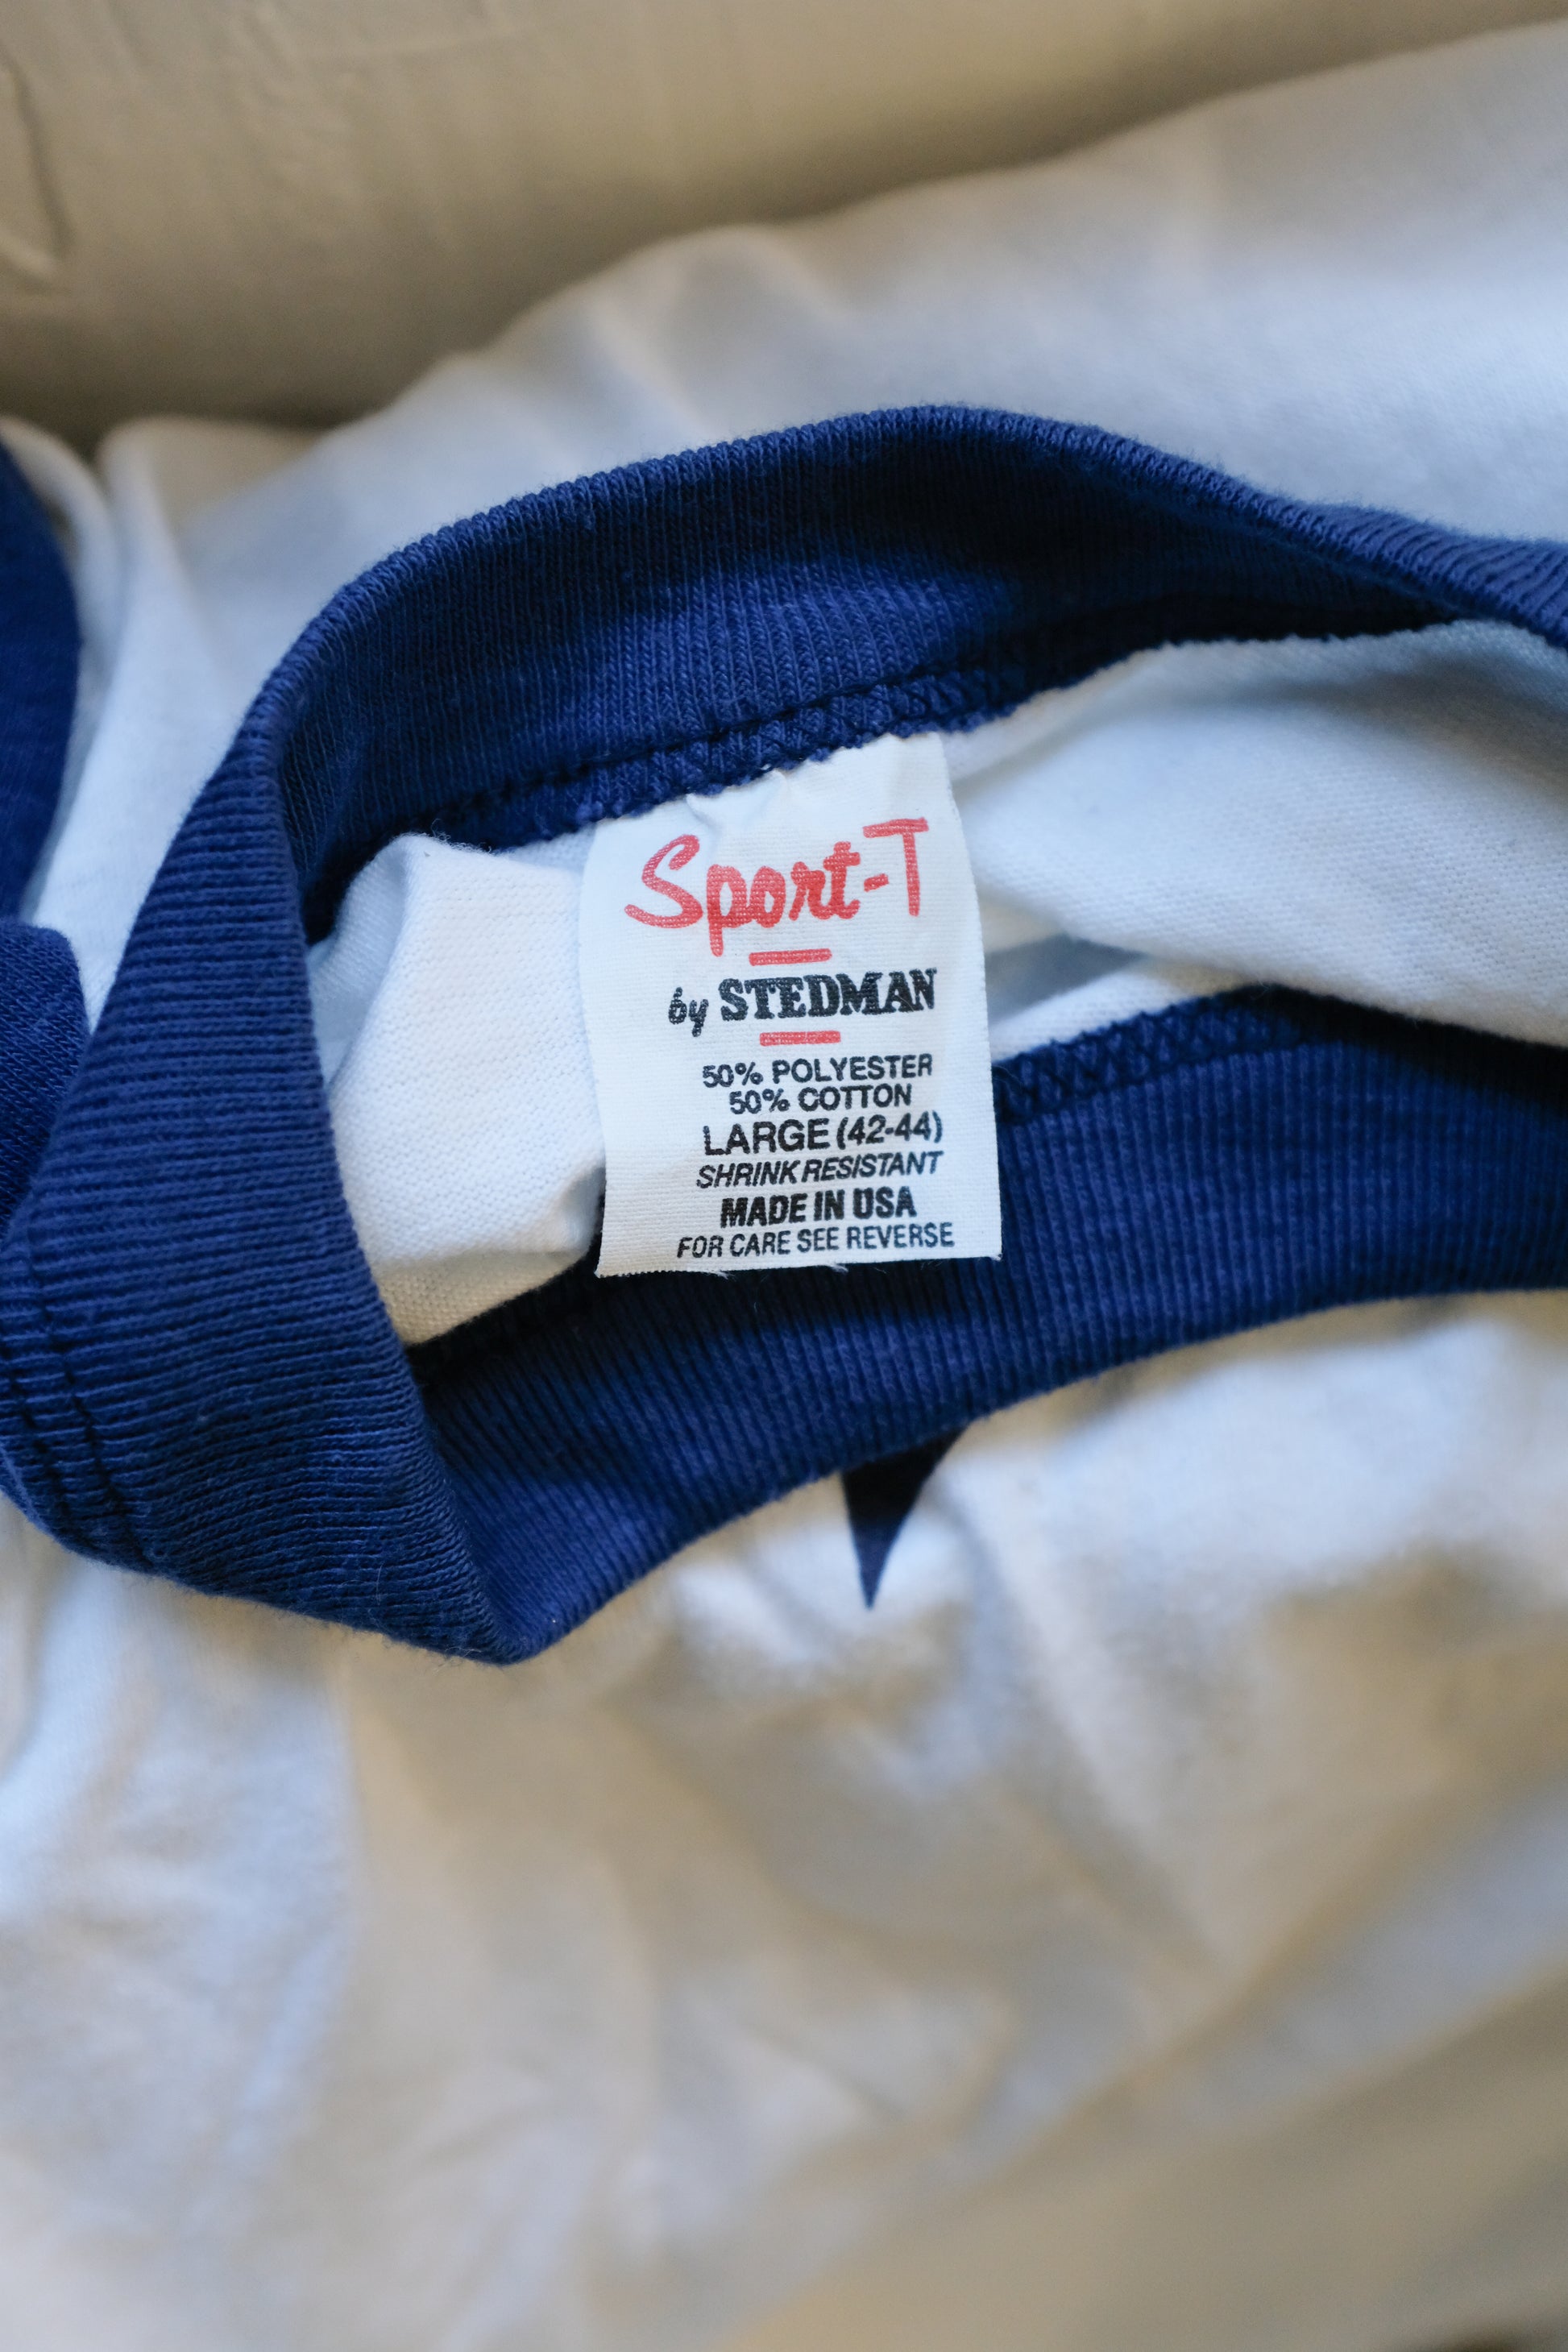 Sport-T
by STEDMAN
50% POLYESTER
50% COTTON
LARGE (42-44)
SHRINK RESISTANT
MADE IN USA
FOR CARE SEE REVERSE